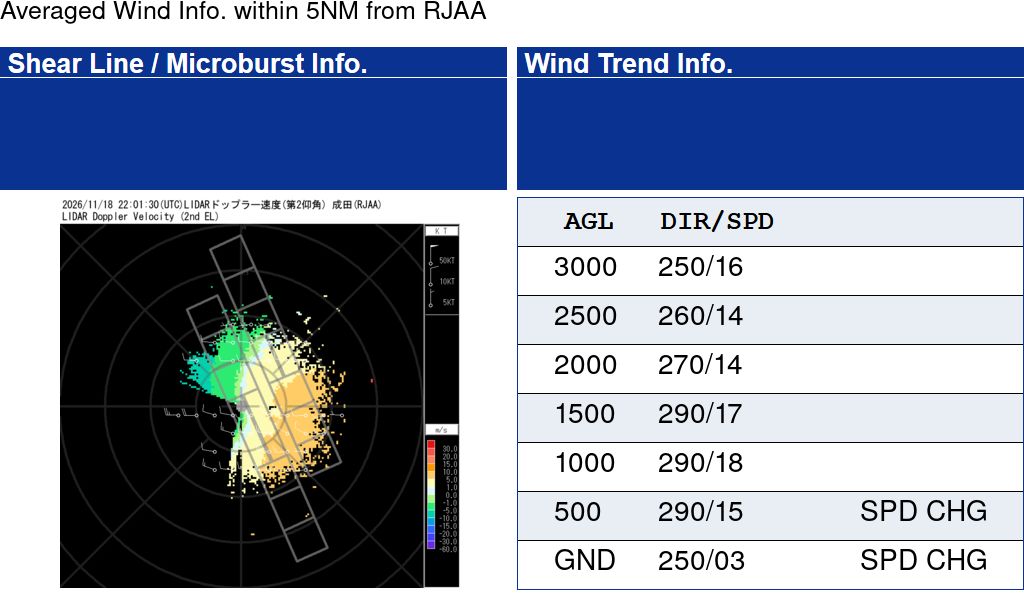 Averaged Wind Info. within 5NM from RJAA
Shear Line / Microburst Info.
Wind Trend Info.
2026/11/18 22:01:30(UTC)LIDARドップラー速度(第2仰角) 成田(RJAA)
LIDAR Doppler Velocity (2nd EL)
K T
50KT
10KT
5KT
m/s
30.0
20.0
15.0
10.0
5.0
1.0
0.0
-1.0
-5.0
-10.0
-15.0
-20.0
-30.0
-60.0
AGL DIR/SPD
3000 250/16
2500 260/14
2000 270/14
1500 290/17
1000 290/18
500 290/15 SPD CHG
GND 250/03 SPD CHG